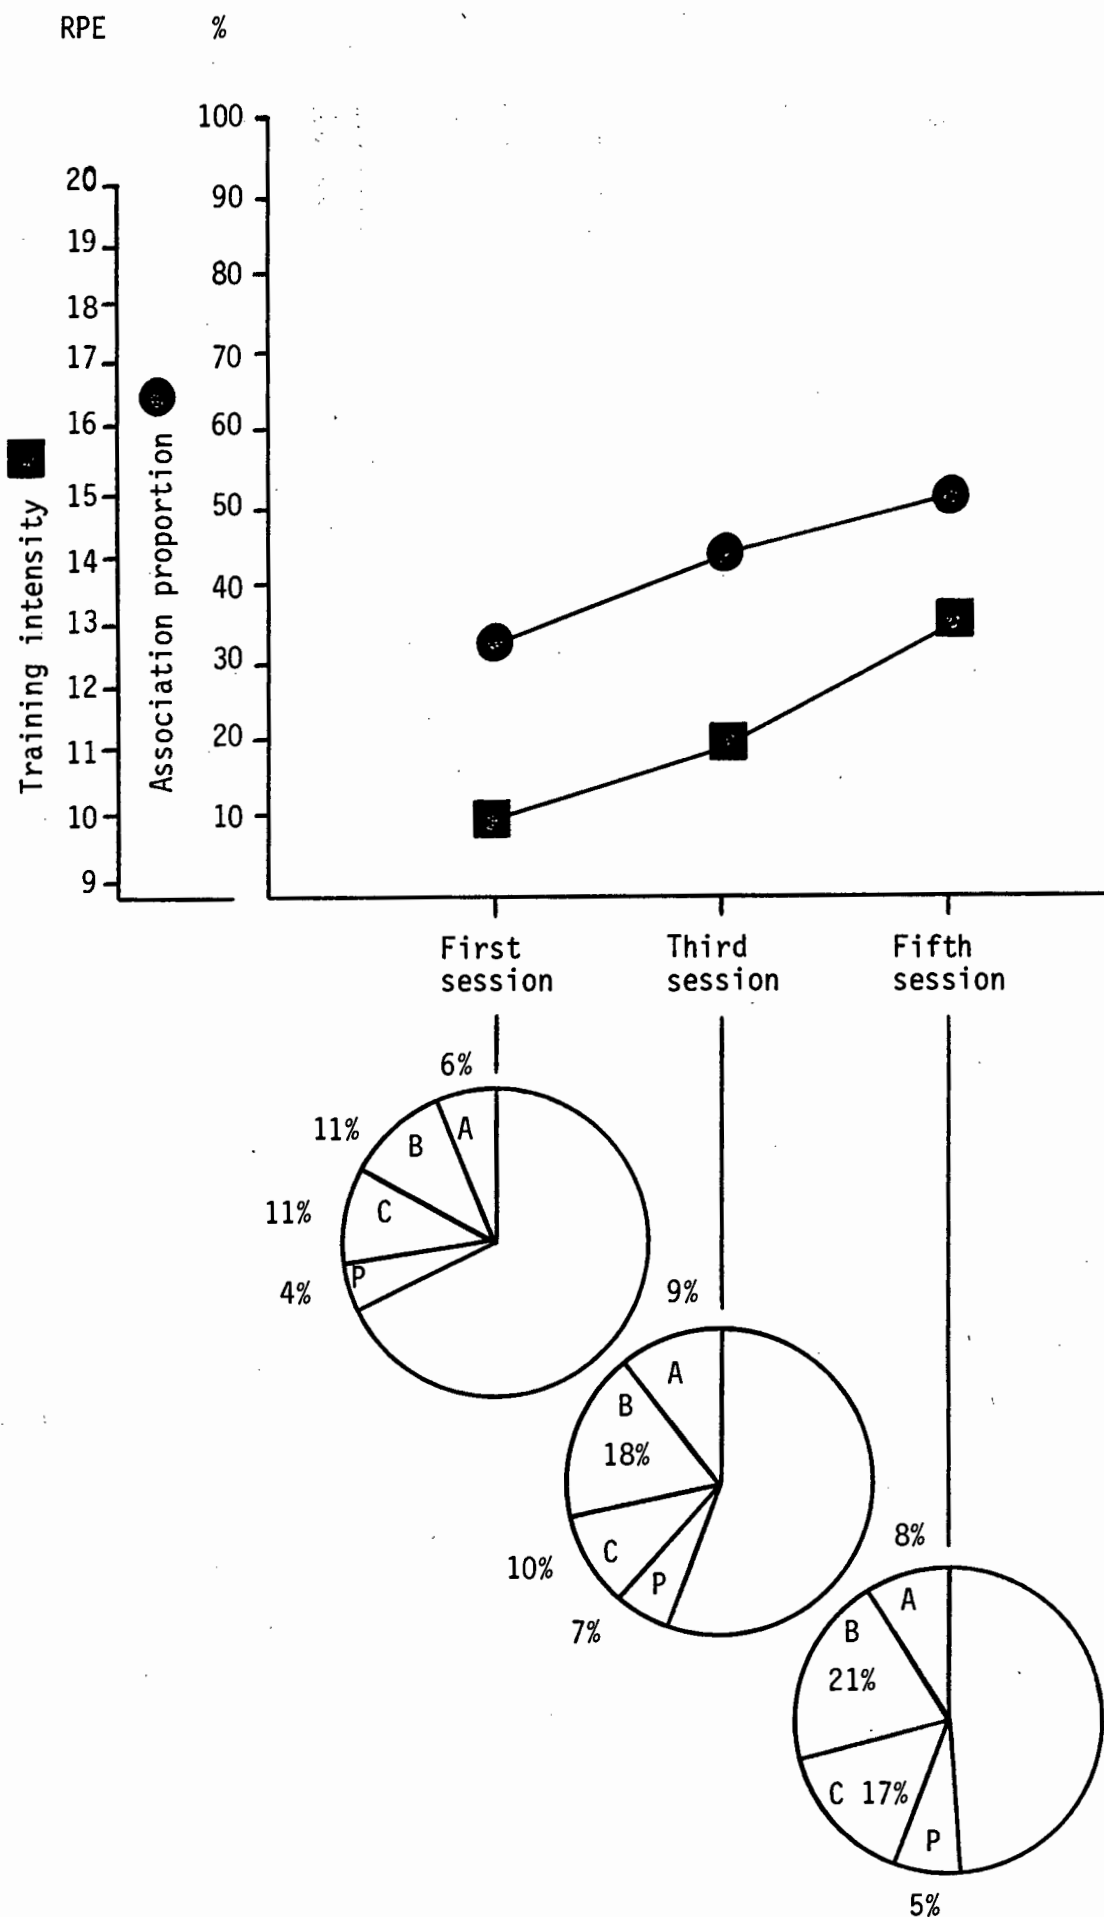 RPE
%
100
90
80
70
60
50
40
30
20
10
20
19
18
17
16
15
14
13
12
11
10
9
Training intensity
Association proportion
First
session
Third
session
Fifth
session
6%
A
11%
B
11%
C
4%
P
9%
A
B
18%
10%
C
7%
P
8%
A
B
21%
C 17%
P
5%